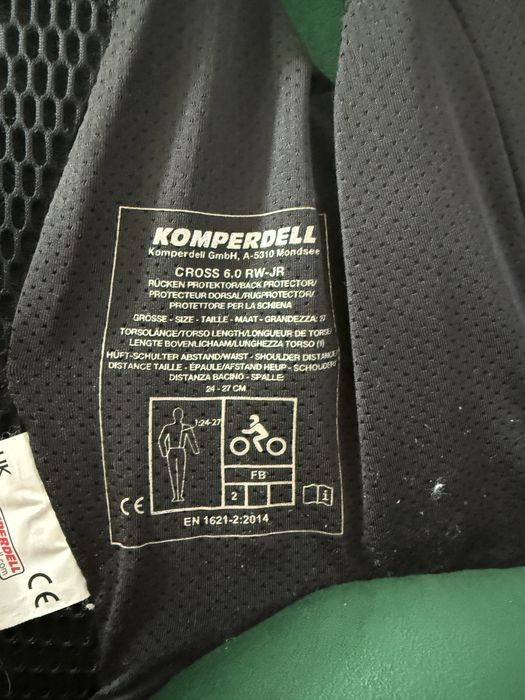 KOMPERDELL
Komperdell GmbH, A-5310 Mondsee
CROSS 6.0 RW-JR
RÜCKEN PROTEKTOR/BACK PROTECTOR/
PROTECTEUR DORSAL/RUGPROTECTOR/
PROTETTORE PER LA SCHIENA
GRÖSSE - SIZE - TAILLE - MAAT - GRANDEZZA: 27
TORSOLÄNGE/TORSO LENGTH/LONGUEUR DE TORSE/
LENGTE BOVENLICHAAM/LUNGHEZZA TORSO (1)
HÜFT-SCHULTER ABSTAND/WAIST - SHOULDER DISTANCE/
DISTANCE TAILLE - ÉPAULE/AFSTAND HEUP - SCHOUDER/
DISTANZA BACINO - SPALLE:
24 - 27 CM
1:24-27
FB
2
i
CE
EN 1621-2:2014
UK
PERDELL
.com
CE